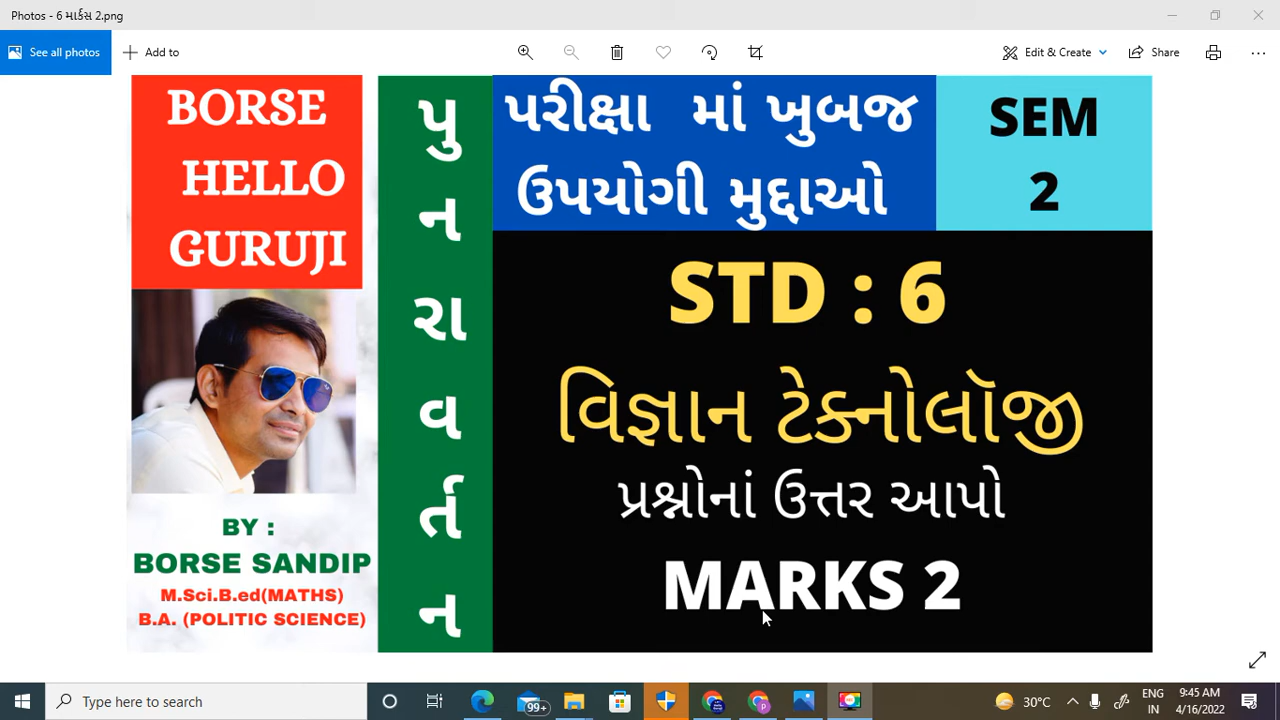 Photos - 6 માર્કસ 2.png
See all photos
Add to
Edit & Create
Share
BORSE
HELLO
GURUJI
BY :
BORSE SANDIP
M.Sci.B.ed(MATHS)
B.A. (POLITIC SCIENCE)
પુ
ન
રા
વ
ર્ત
ન
પરીક્ષા માં ખુબજ
ઉપયોગી મુદ્દાઓ
SEM
2
STD : 6
વિજ્ઞાન ટેક્નોલૉજી
પ્રશ્નોનાં ઉત્તર આપો
MARKS 2
Type here to search
99+
30°C
ENG
IN
9:45 AM
4/16/2022